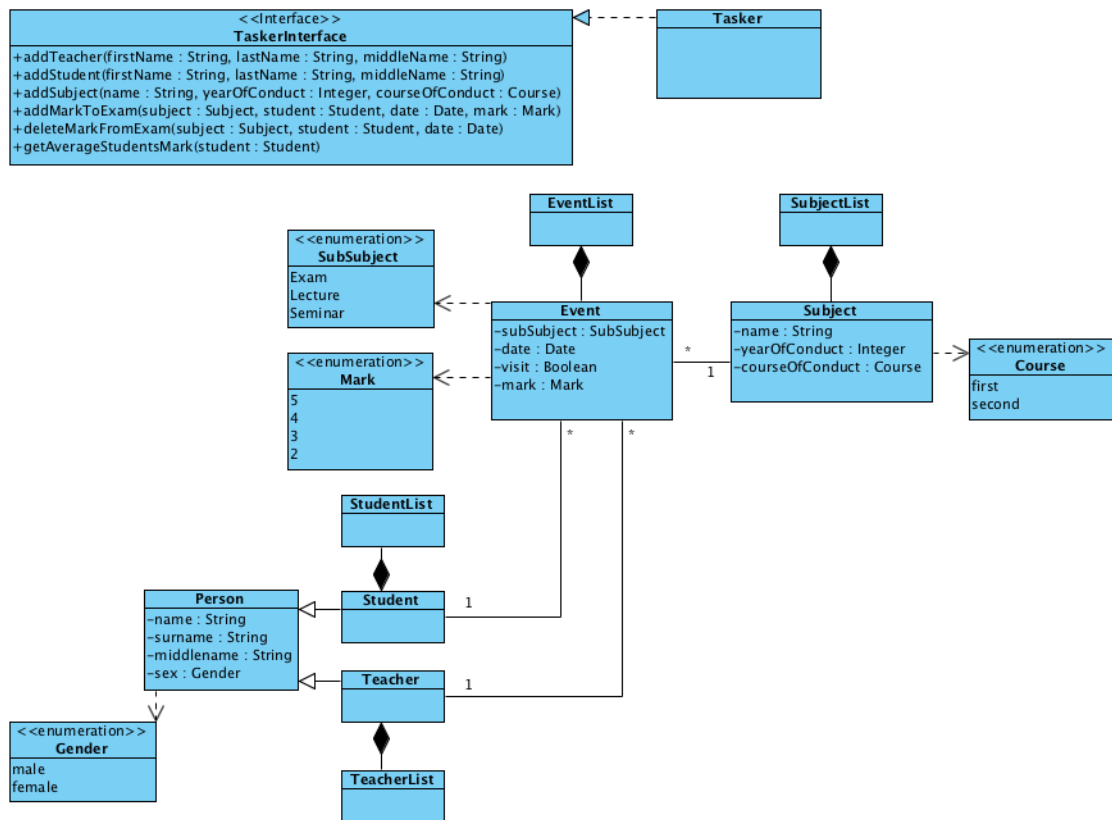 <<Interface>>
TaskerInterface
+addTeacher(firstName : String, lastName : String, middleName : String)
+addStudent(firstName : String, lastName : String, middleName : String)
+addSubject(name : String, yearOfConduct : Integer, courseOfConduct : Course)
+addMarkToExam(subject : Subject, student : Student, date : Date, mark : Mark)
+deleteMarkFromExam(subject : Subject, student : Student, date : Date)
+getAverageStudentsMark(student : Student)
Tasker
EventList
SubjectList
<<enumeration>>
SubSubject
Exam
Lecture
Seminar
Event
-subSubject : SubSubject
-date : Date
-visit : Boolean
-mark : Mark
*
1
Subject
-name : String
-yearOfConduct : Integer
-courseOfConduct : Course
<<enumeration>>
Course
first
second
<<enumeration>>
Mark
5
4
3
2
*
*
StudentList
Person
-name : String
-surname : String
-middlename : String
-sex : Gender
Student
1
Teacher
1
<<enumeration>>
Gender
male
female
TeacherList